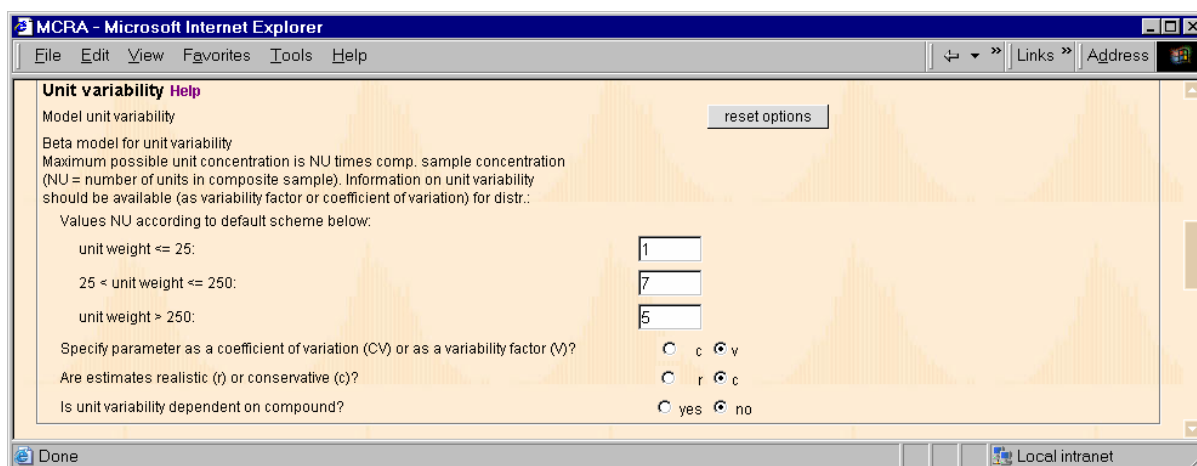 MCRA - Microsoft Internet Explorer
File Edit View Favorites Tools Help » Links » Address
Unit variability Help
Model unit variability reset options
Beta model for unit variability
Maximum possible unit concentration is NU times comp. sample concentration
(NU = number of units in composite sample). Information on unit variability
should be available (as variability factor or coefficient of variation) for distr.:
Values NU according to default scheme below:
unit weight <= 25: 1
25 < unit weight <= 250: 7
unit weight > 250: 5
Specify parameter as a coefficient of variation (CV) or as a variability factor (V)? c v
Are estimates realistic (r) or conservative (c)? r c
Is unit variability dependent on compound? yes no
Done Local intranet